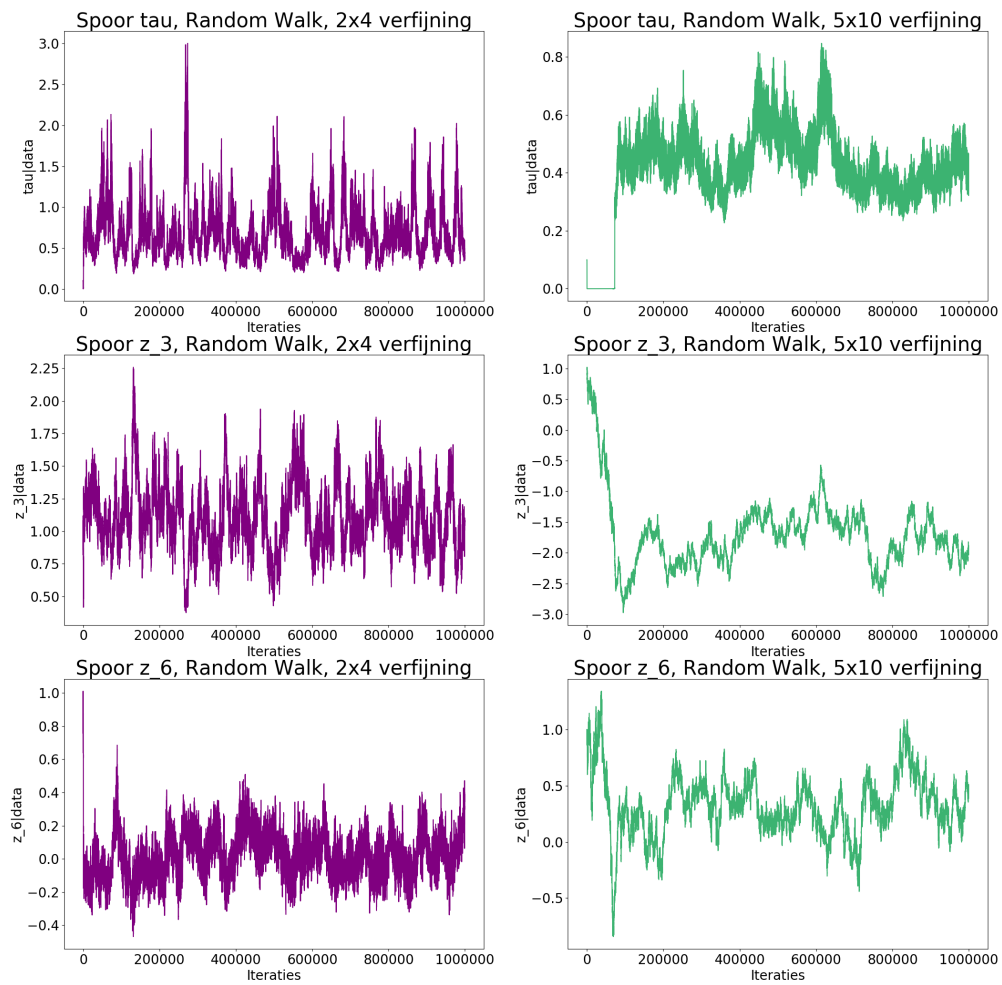 Spoor tau, Random Walk, 2x4 verfijning
tau|data
3.0
2.5
2.0
1.5
1.0
0.5
0.0
0 200000 400000 600000 800000 1000000
Iteraties
Spoor tau, Random Walk, 5x10 verfijning
tau|data
0.8
0.6
0.4
0.2
0.0
0 200000 400000 600000 800000 1000000
Iteraties
Spoor z_3, Random Walk, 2x4 verfijning
z_3|data
2.25
2.00
1.75
1.50
1.25
1.00
0.75
0.50
0 200000 400000 600000 800000 1000000
Iteraties
Spoor z_3, Random Walk, 5x10 verfijning
z_3|data
1.0
0.5
0.0
−0.5
−1.0
−1.5
−2.0
−2.5
−3.0
0 200000 400000 600000 800000 1000000
Iteraties
Spoor z_6, Random Walk, 2x4 verfijning
z_6|data
1.0
0.8
0.6
0.4
0.2
0.0
−0.2
−0.4
0 200000 400000 600000 800000 1000000
Iteraties
Spoor z_6, Random Walk, 5x10 verfijning
z_6|data
1.0
0.5
0.0
−0.5
0 200000 400000 600000 800000 1000000
Iteraties